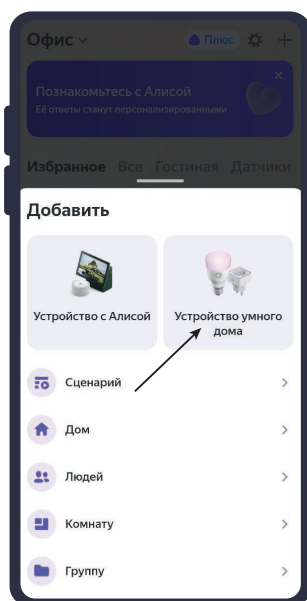 Офис
Плюс
Познакомьтесь с Алисой
Её ответы станут персонализированными
Избранное Все Гостиная Датчики
Добавить
Устройство с Алисой
Устройство умного
дома
Сценарий
Дом
Людей
Комнату
Группу